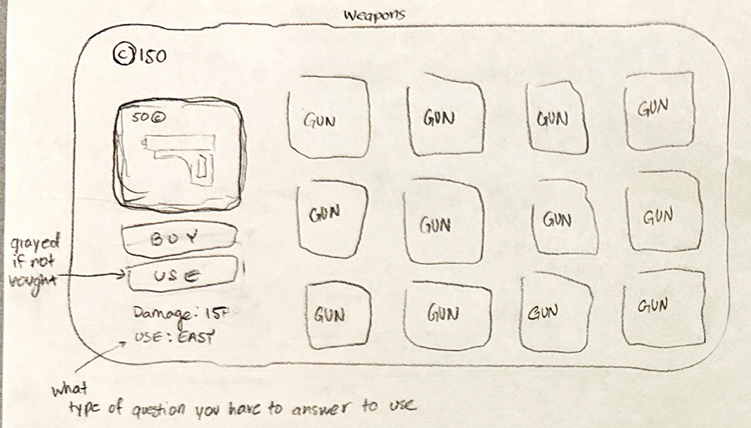 Weapons
© 150
50 ©
BUY
USE
grayed
if not
vought
Damage: 15
USE: EASY
what
type of question you have to answer to use
GUN GUN GUN GUN
GUN GUN GUN GUN
GUN GUN GUN GUN